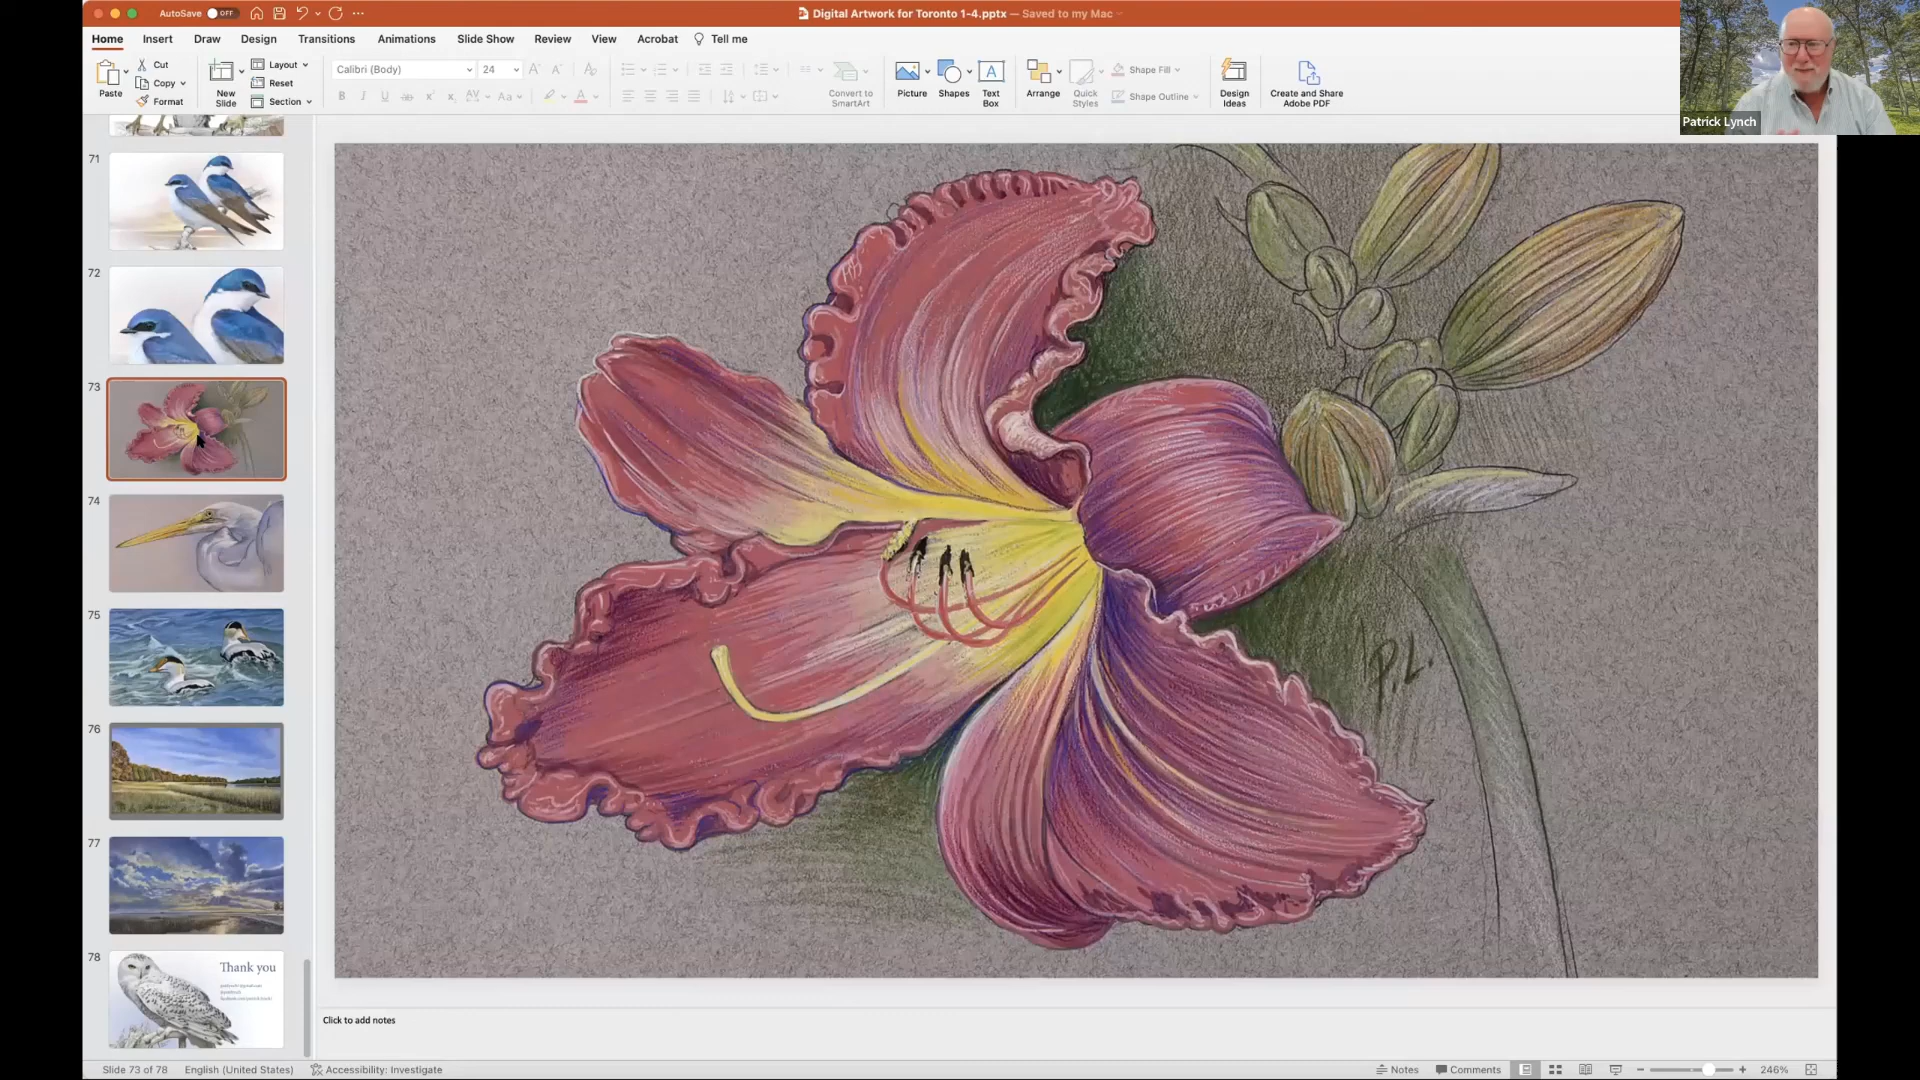 AutoSave OFF
Digital Artwork for Toronto 1-4.pptx — Saved to my Mac
Home Insert Draw Design Transitions Animations Slide Show Review View Acrobat Tell me
Paste
Cut
Copy
Format
New Slide
Layout
Reset
Section
Calibri (Body) 24
Convert to SmartArt
Picture
Shapes
Text Box
Arrange
Quick Styles
Shape Fill
Shape Outline
Design Ideas
Create and Share Adobe PDF
Patrick Lynch
71
72
73
74
75
76
77
78
Thank you
P.L.
Click to add notes
Slide 73 of 78 English (United States) Accessibility: Investigate Notes Comments 246%